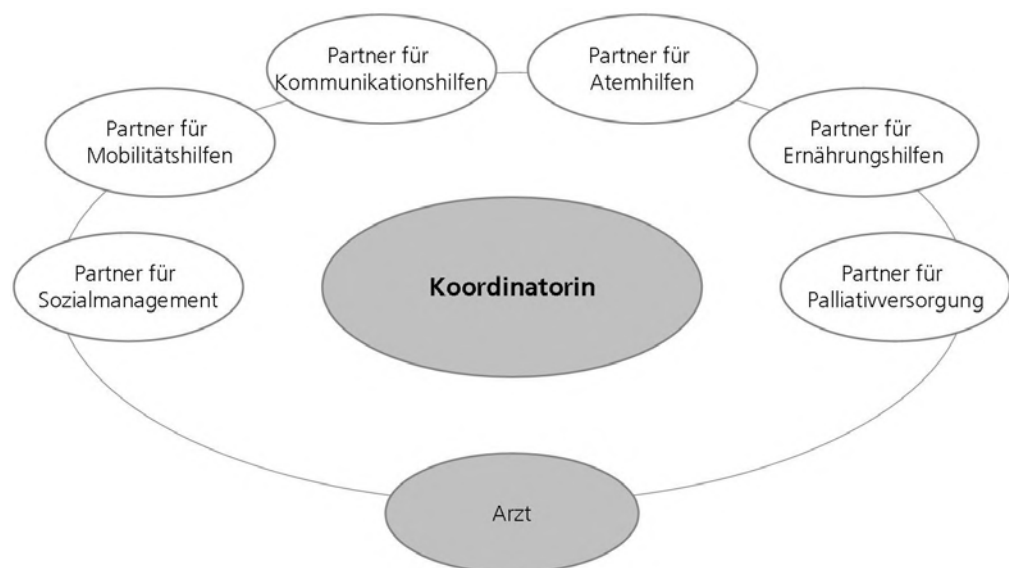 Partner für
Kommunikationshilfen
Partner für
Atemhilfen
Partner für
Mobilitätshilfen
Partner für
Ernährungshilfen
Partner für
Sozialmanagement
Koordinatorin
Partner für
Palliativversorgung
Arzt